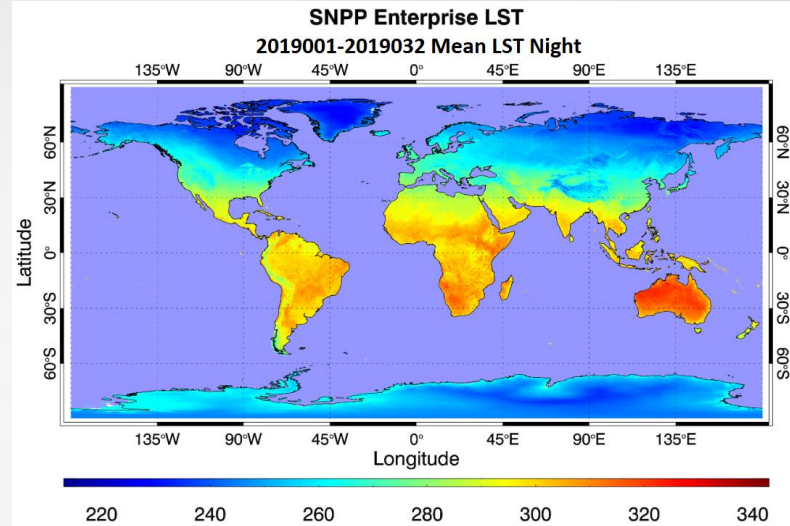 SNPP Enterprise LST
2019001-2019032 Mean LST Night
135°W 90°W 45°W 0° 45°E 90°E 135°E
60°N 60°N
30°N 30°N
Latitude
0° 0°
30°S 30°S
60°S 60°S
135°W 90°W 45°W 0° 45°E 90°E 135°E
Longitude
220 240 260 280 300 320 340